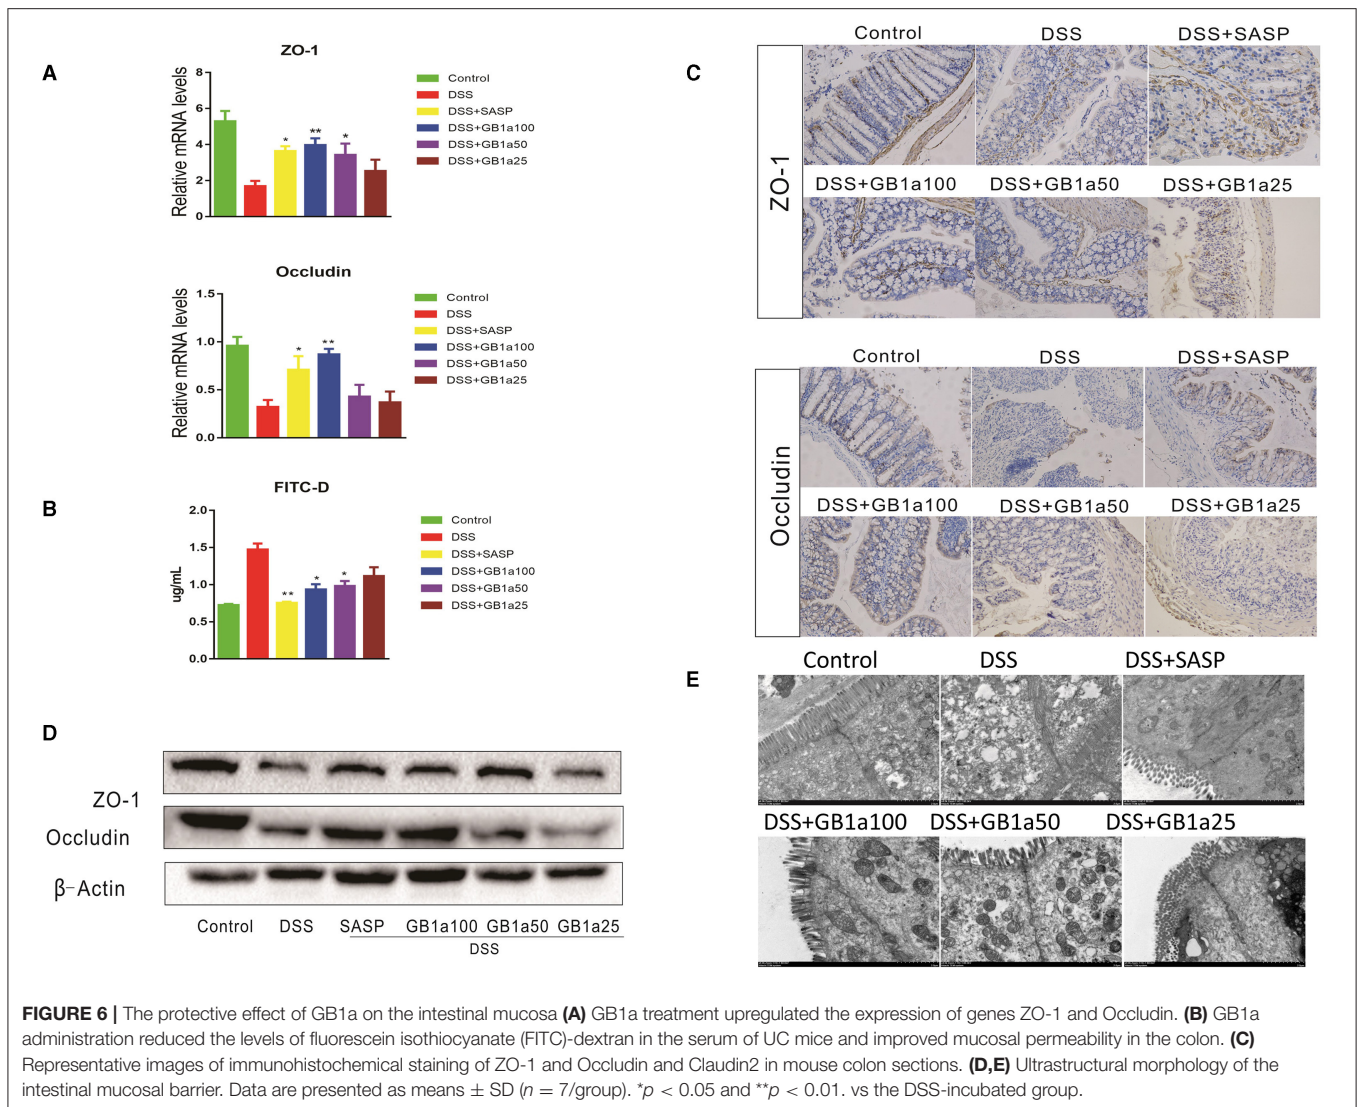 A
ZO-1
Relative mRNA levels
8
6
4
2
0
*
**
*
Control
DSS
DSS+SASP
DSS+GB1a100
DSS+GB1a50
DSS+GB1a25
Occludin
Relative mRNA levels
1.5
1.0
0.5
0.0
*
**
Control
DSS
DSS+SASP
DSS+GB1a100
DSS+GB1a50
DSS+GB1a25
B
FITC-D
ug/mL
2.0
1.5
1.0
0.5
0.0
**
*
*
Control
DSS
DSS+SASP
DSS+GB1a100
DSS+GB1a50
DSS+GB1a25
C
ZO-1
Control DSS DSS+SASP
DSS+GB1a100 DSS+GB1a50 DSS+GB1a25
Occludin
Control DSS DSS+SASP
DSS+GB1a100 DSS+GB1a50 DSS+GB1a25
D
ZO-1
Occludin
β-Actin
Control DSS SASP GB1a100 GB1a50 GB1a25
DSS
E
Control DSS DSS+SASP
DSS+GB1a100 DSS+GB1a50 DSS+GB1a25
FIGURE 6 | The protective effect of GB1a on the intestinal mucosa (A) GB1a treatment upregulated the expression of genes ZO-1 and Occludin. (B) GB1a
administration reduced the levels of fluorescein isothiocyanate (FITC)-dextran in the serum of UC mice and improved mucosal permeability in the colon. (C)
Representative images of immunohistochemical staining of ZO-1 and Occludin and Claudin2 in mouse colon sections. (D,E) Ultrastructural morphology of the
intestinal mucosal barrier. Data are presented as means ± SD (n = 7/group). *p < 0.05 and **p < 0.01. vs the DSS-incubated group.